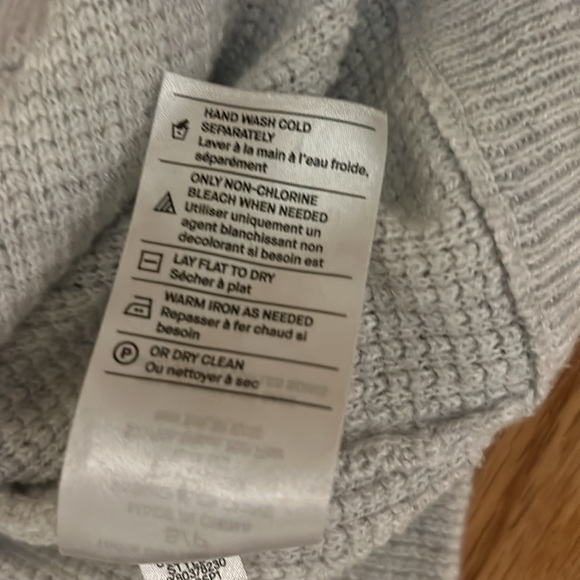 HAND WASH COLD
SEPARATELY
Laver à la main à l'eau froide,
séparément
ONLY NON-CHLORINE
BLEACH WHEN NEEDED
Utiliser uniquement un
agent blanchissant non
decolorant si besoin est
LAY FLAT TO DRY
Sécher à plat
WARM IRON AS NEEDED
Repasser à fer chaud si
besoin
P
OR DRY CLEAN
Ou nettoyer à sec